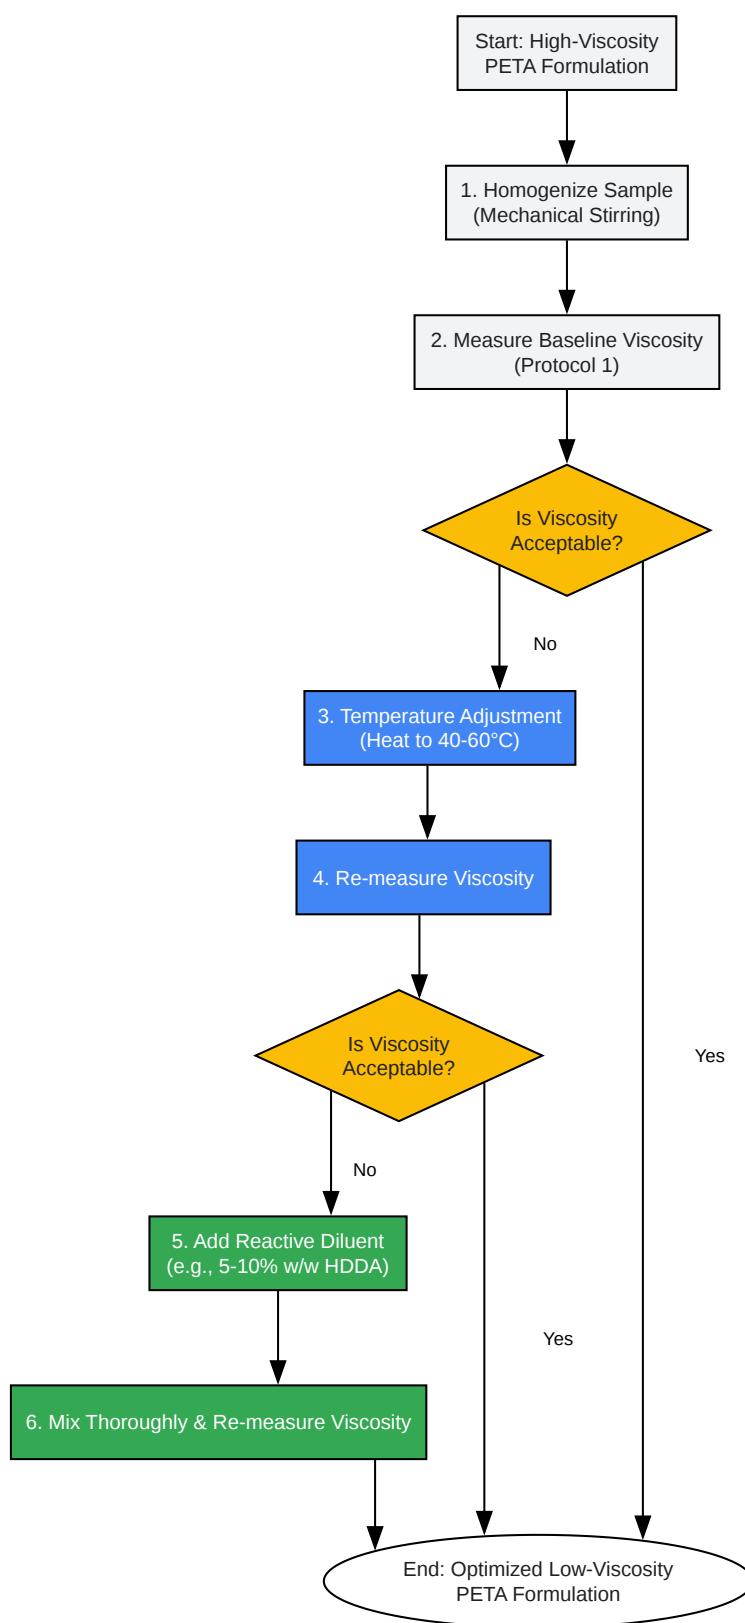 Start: High-Viscosity
PETA Formulation
1. Homogenize Sample
(Mechanical Stirring)
2. Measure Baseline Viscosity
(Protocol 1)
Is Viscosity
Acceptable?
No
3. Temperature Adjustment
(Heat to 40-60°C)
4. Re-measure Viscosity
Is Viscosity
Acceptable?
Yes
No
5. Add Reactive Diluent
(e.g., 5-10% w/w HDDA)
Yes
6. Mix Thoroughly & Re-measure Viscosity
End: Optimized Low-Viscosity
PETA Formulation